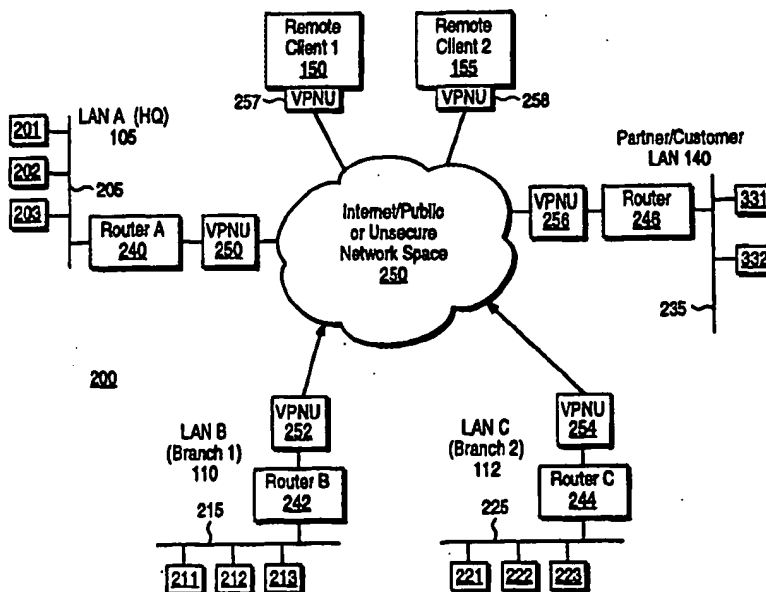 Remote
Client 1
150
VPNU
257
Remote
Client 2
155
VPNU
258
LAN A (HQ)
105
201
202
203
205
Router A
240
VPNU
250
Internet/Public
or Unsecure
Network Space
250
Partner/Customer
LAN 140
VPNU
256
Router
246
331
332
235
200
LAN B
(Branch 1)
110
VPNU
252
Router B
242
215
211
212
213
LAN C
(Branch 2)
112
VPNU
254
Router C
244
225
221
222
223